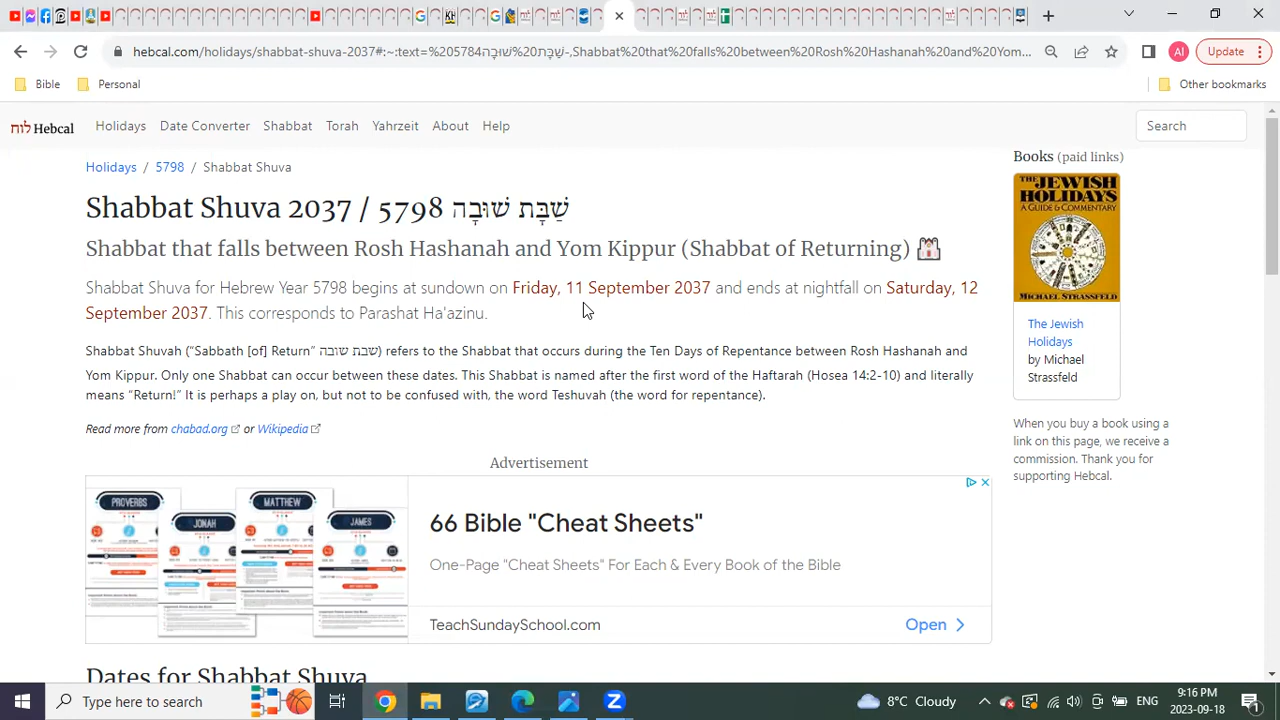 hebcal.com/holidays/shabbat-shuva-2037#:~:text=%205784שַׁבַּת%20שׁוּבָה-,Shabbat%20that%20falls%20between%20Rosh%20Hashanah%20and%20Yom...
AI
Update
Bible
Personal
Other bookmarks
לוח Hebcal
Holidays
Date Converter
Shabbat
Torah
Yahrzeit
About
Help
Search
Holidays / 5798 / Shabbat Shuva
Shabbat Shuva 2037 / 5798 שַׁבַּת שׁוּבָה
Shabbat that falls between Rosh Hashanah and Yom Kippur (Shabbat of Returning)
Shabbat Shuva for Hebrew Year 5798 begins at sundown on Friday, 11 September 2037 and ends at nightfall on Saturday, 12
September 2037. This corresponds to Parashat Ha'azinu.
Shabbat Shuvah (“Sabbath [of] Return” שבת שובה) refers to the Shabbat that occurs during the Ten Days of Repentance between Rosh Hashanah and
Yom Kippur. Only one Shabbat can occur between these dates. This Shabbat is named after the first word of the Haftarah (Hosea 14:2-10) and literally
means “Return!” It is perhaps a play on, but not to be confused with, the word Teshuvah (the word for repentance).
Read more from chabad.org or Wikipedia
Advertisement
PROVERBS
JONAH
MATTHEW
JAMES
66 Bible "Cheat Sheets"
One-Page "Cheat Sheets" For Each & Every Book of the Bible
TeachSundaySchool.com
Open
Dates for Shabbat Shuva
Books (paid links)
THE JEWISH
HOLIDAYS
A GUIDE & COMMENTARY
MICHAEL STRASSFELD
The Jewish
Holidays
by Michael
Strassfeld
When you buy a book using a
link on this page, we receive a
commission. Thank you for
supporting Hebcal.
Type here to search
8°C Cloudy
ENG
9:16 PM
2023-09-18
1